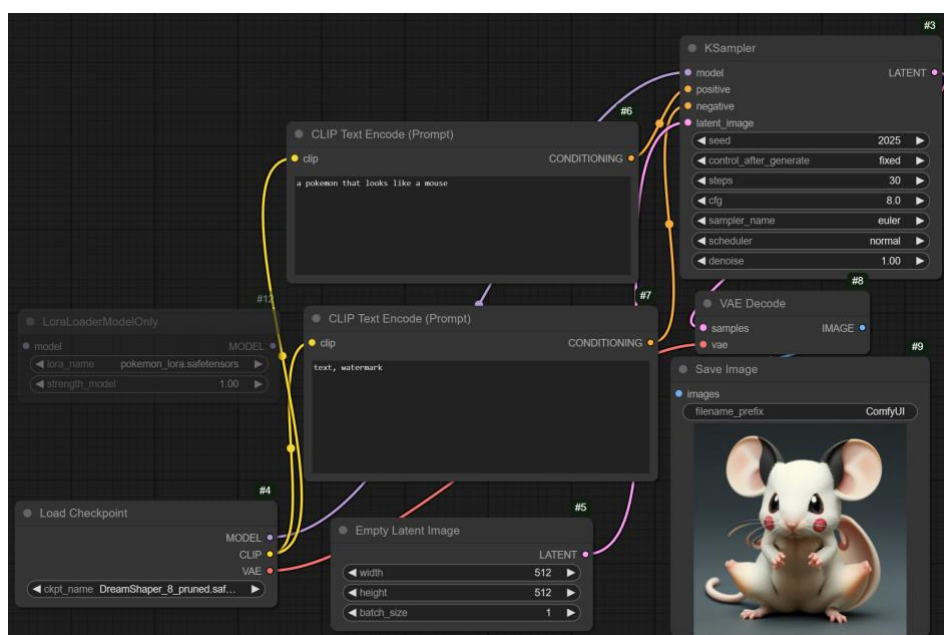 #3
KSampler
model
LATENT
positive
negative
latent_image
seed 2025
control_after_generate fixed
steps 30
cfg 8.0
sampler_name euler
scheduler normal
denoise 1.00
#6
CLIP Text Encode (Prompt)
clip CONDITIONING
a pokemon that looks like a mouse
#12
LoraLoaderModelOnly
model MODEL
lora_name pokemon_lora.safetensors
strength_model 1.00
#7
CLIP Text Encode (Prompt)
clip CONDITIONING
text, watermark
#8
VAE Decode
samples IMAGE
vae
#9
Save Image
images
filename_prefix ComfyUI
#4
Load Checkpoint
MODEL
CLIP
VAE
ckpt_name DreamShaper_8_pruned.saf...
#5
Empty Latent Image
LATENT
width 512
height 512
batch_size 1